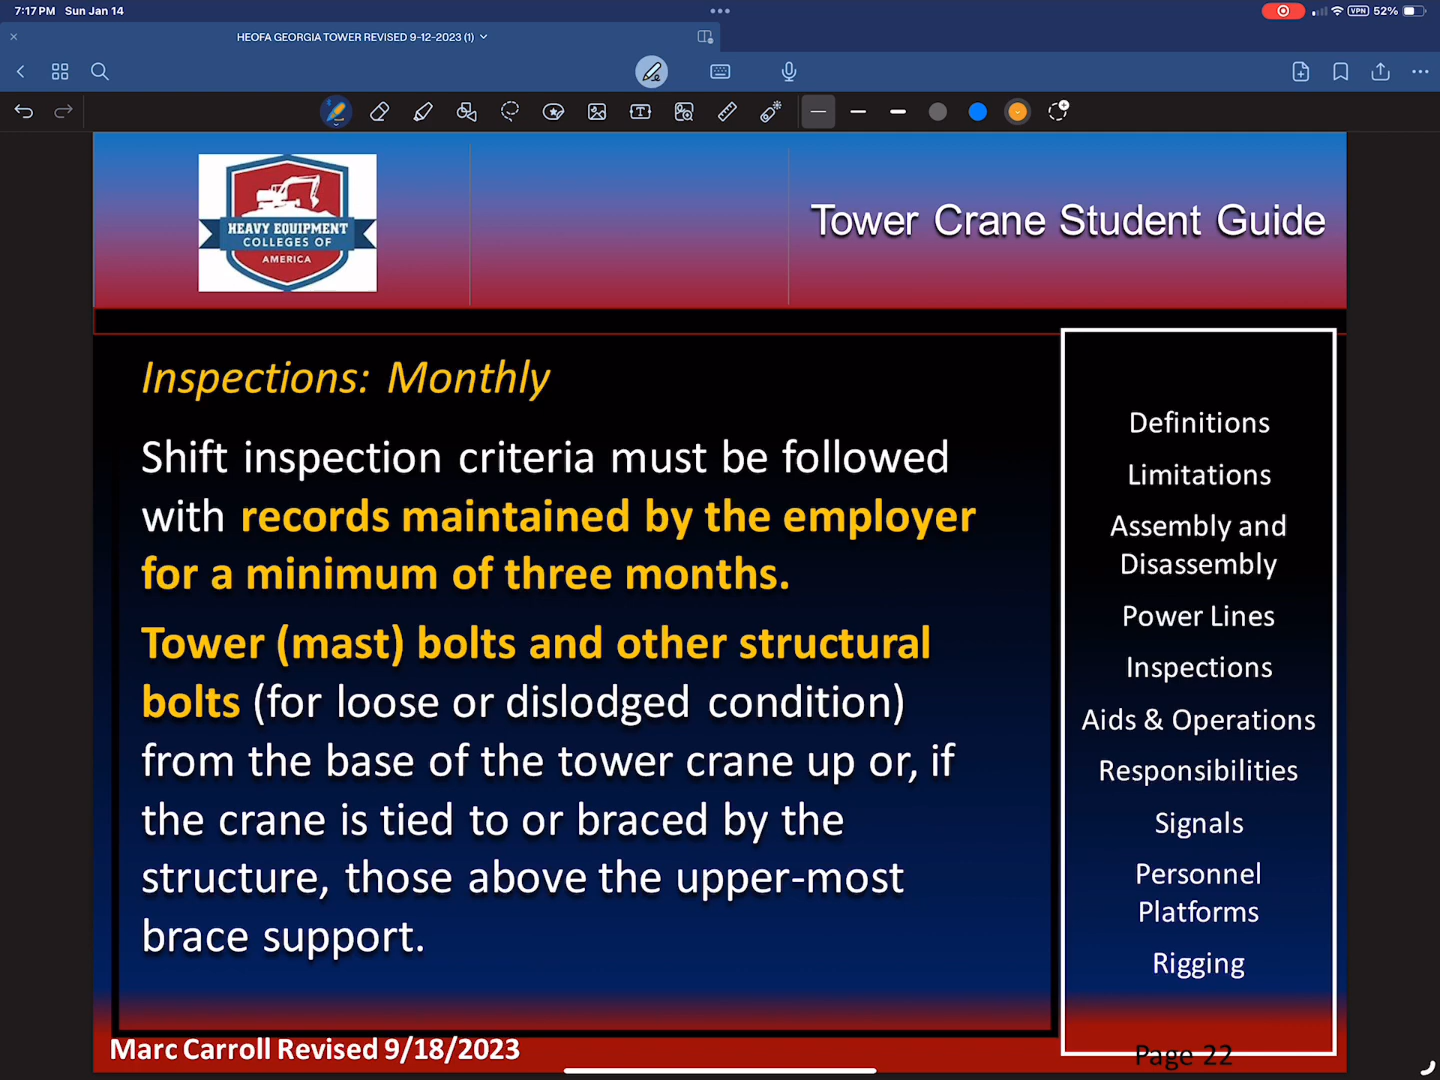 7:17 PM Sun Jan 14
VPN 52%
HEOFA GEORGIA TOWER REVISED 9-12-2023 (1)
HEAVY EQUIPMENT
COLLEGES OF
AMERICA
Tower Crane Student Guide
Inspections: Monthly
Shift inspection criteria must be followed
with records maintained by the employer
for a minimum of three months.
Tower (mast) bolts and other structural
bolts (for loose or dislodged condition)
from the base of the tower crane up or, if
the crane is tied to or braced by the
structure, those above the upper-most
brace support.
Definitions
Limitations
Assembly and
Disassembly
Power Lines
Inspections
Aids & Operations
Responsibilities
Signals
Personnel
Platforms
Rigging
Marc Carroll Revised 9/18/2023
Page 22